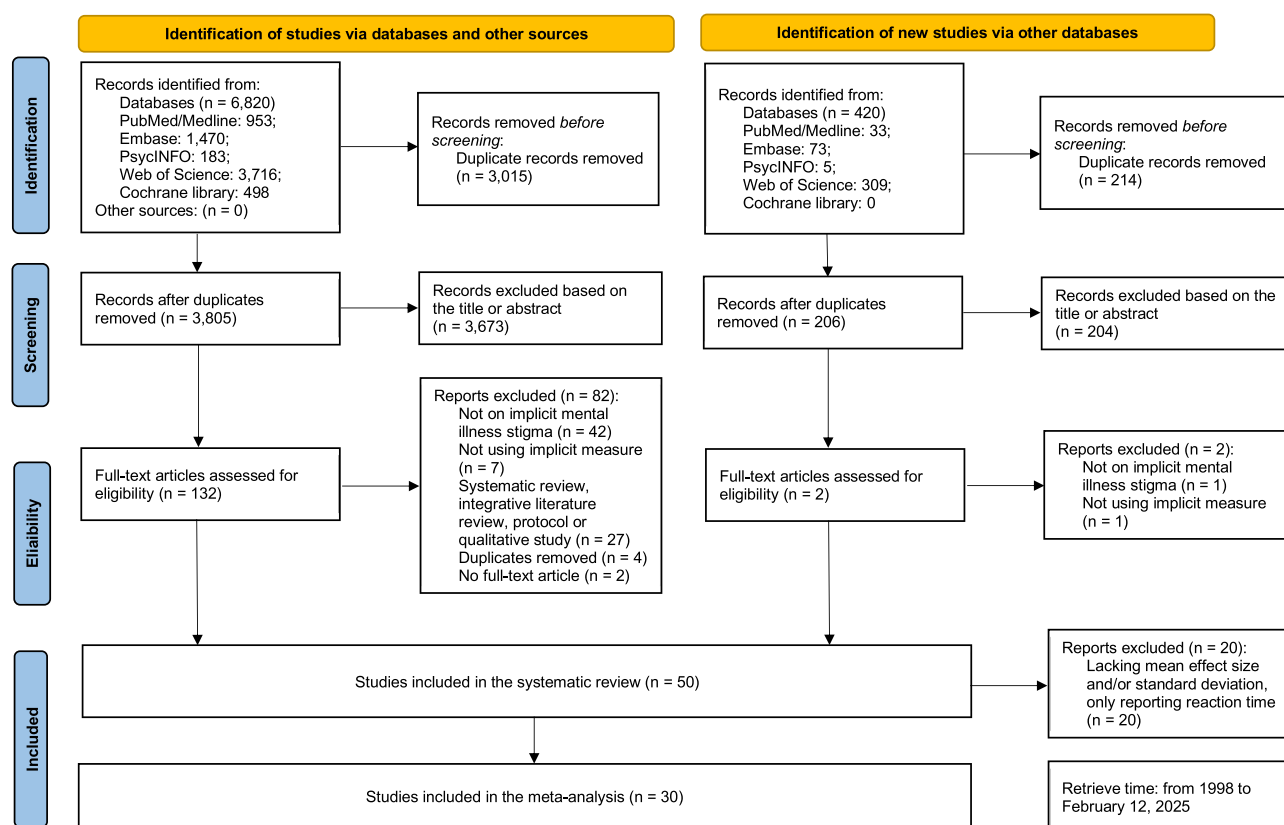 Identification of studies via databases and other sources
Identification of new studies via other databases
Identification
Records identified from:
Databases (n = 6,820)
PubMed/Medline: 953;
Embase: 1,470;
PsycINFO: 183;
Web of Science: 3,716;
Cochrane library: 498
Other sources: (n = 0)
Records removed before
screening:
Duplicate records removed
(n = 3,015)
Records identified from:
Databases (n = 420)
PubMed/Medline: 33;
Embase: 73;
PsycINFO: 5;
Web of Science: 309;
Cochrane library: 0
Records removed before
screening:
Duplicate records removed
(n = 214)
Screening
Records after duplicates
removed (n = 3,805)
Records excluded based on
the title or abstract
(n = 3,673)
Records after duplicates
removed (n = 206)
Records excluded based on the
title or abstract
(n = 204)
Eliaibility
Full-text articles assessed for
eligibility (n = 132)
Reports excluded (n = 82):
Not on implicit mental
illness stigma (n = 42)
Not using implicit measure
(n = 7)
Systematic review,
integrative literature
review, protocol or
qualitative study (n = 27)
Duplicates removed (n = 4)
No full-text article (n = 2)
Full-text articles assessed for
eligibility (n = 2)
Reports excluded (n = 2):
Not on implicit mental
illness stigma (n = 1)
Not using implicit measure
(n = 1)
Included
Studies included in the systematic review (n = 50)
Reports excluded (n = 20):
Lacking mean effect size
and/or standard deviation,
only reporting reaction time
(n = 20)
Studies included in the meta-analysis (n = 30)
Retrieve time: from 1998 to
February 12, 2025